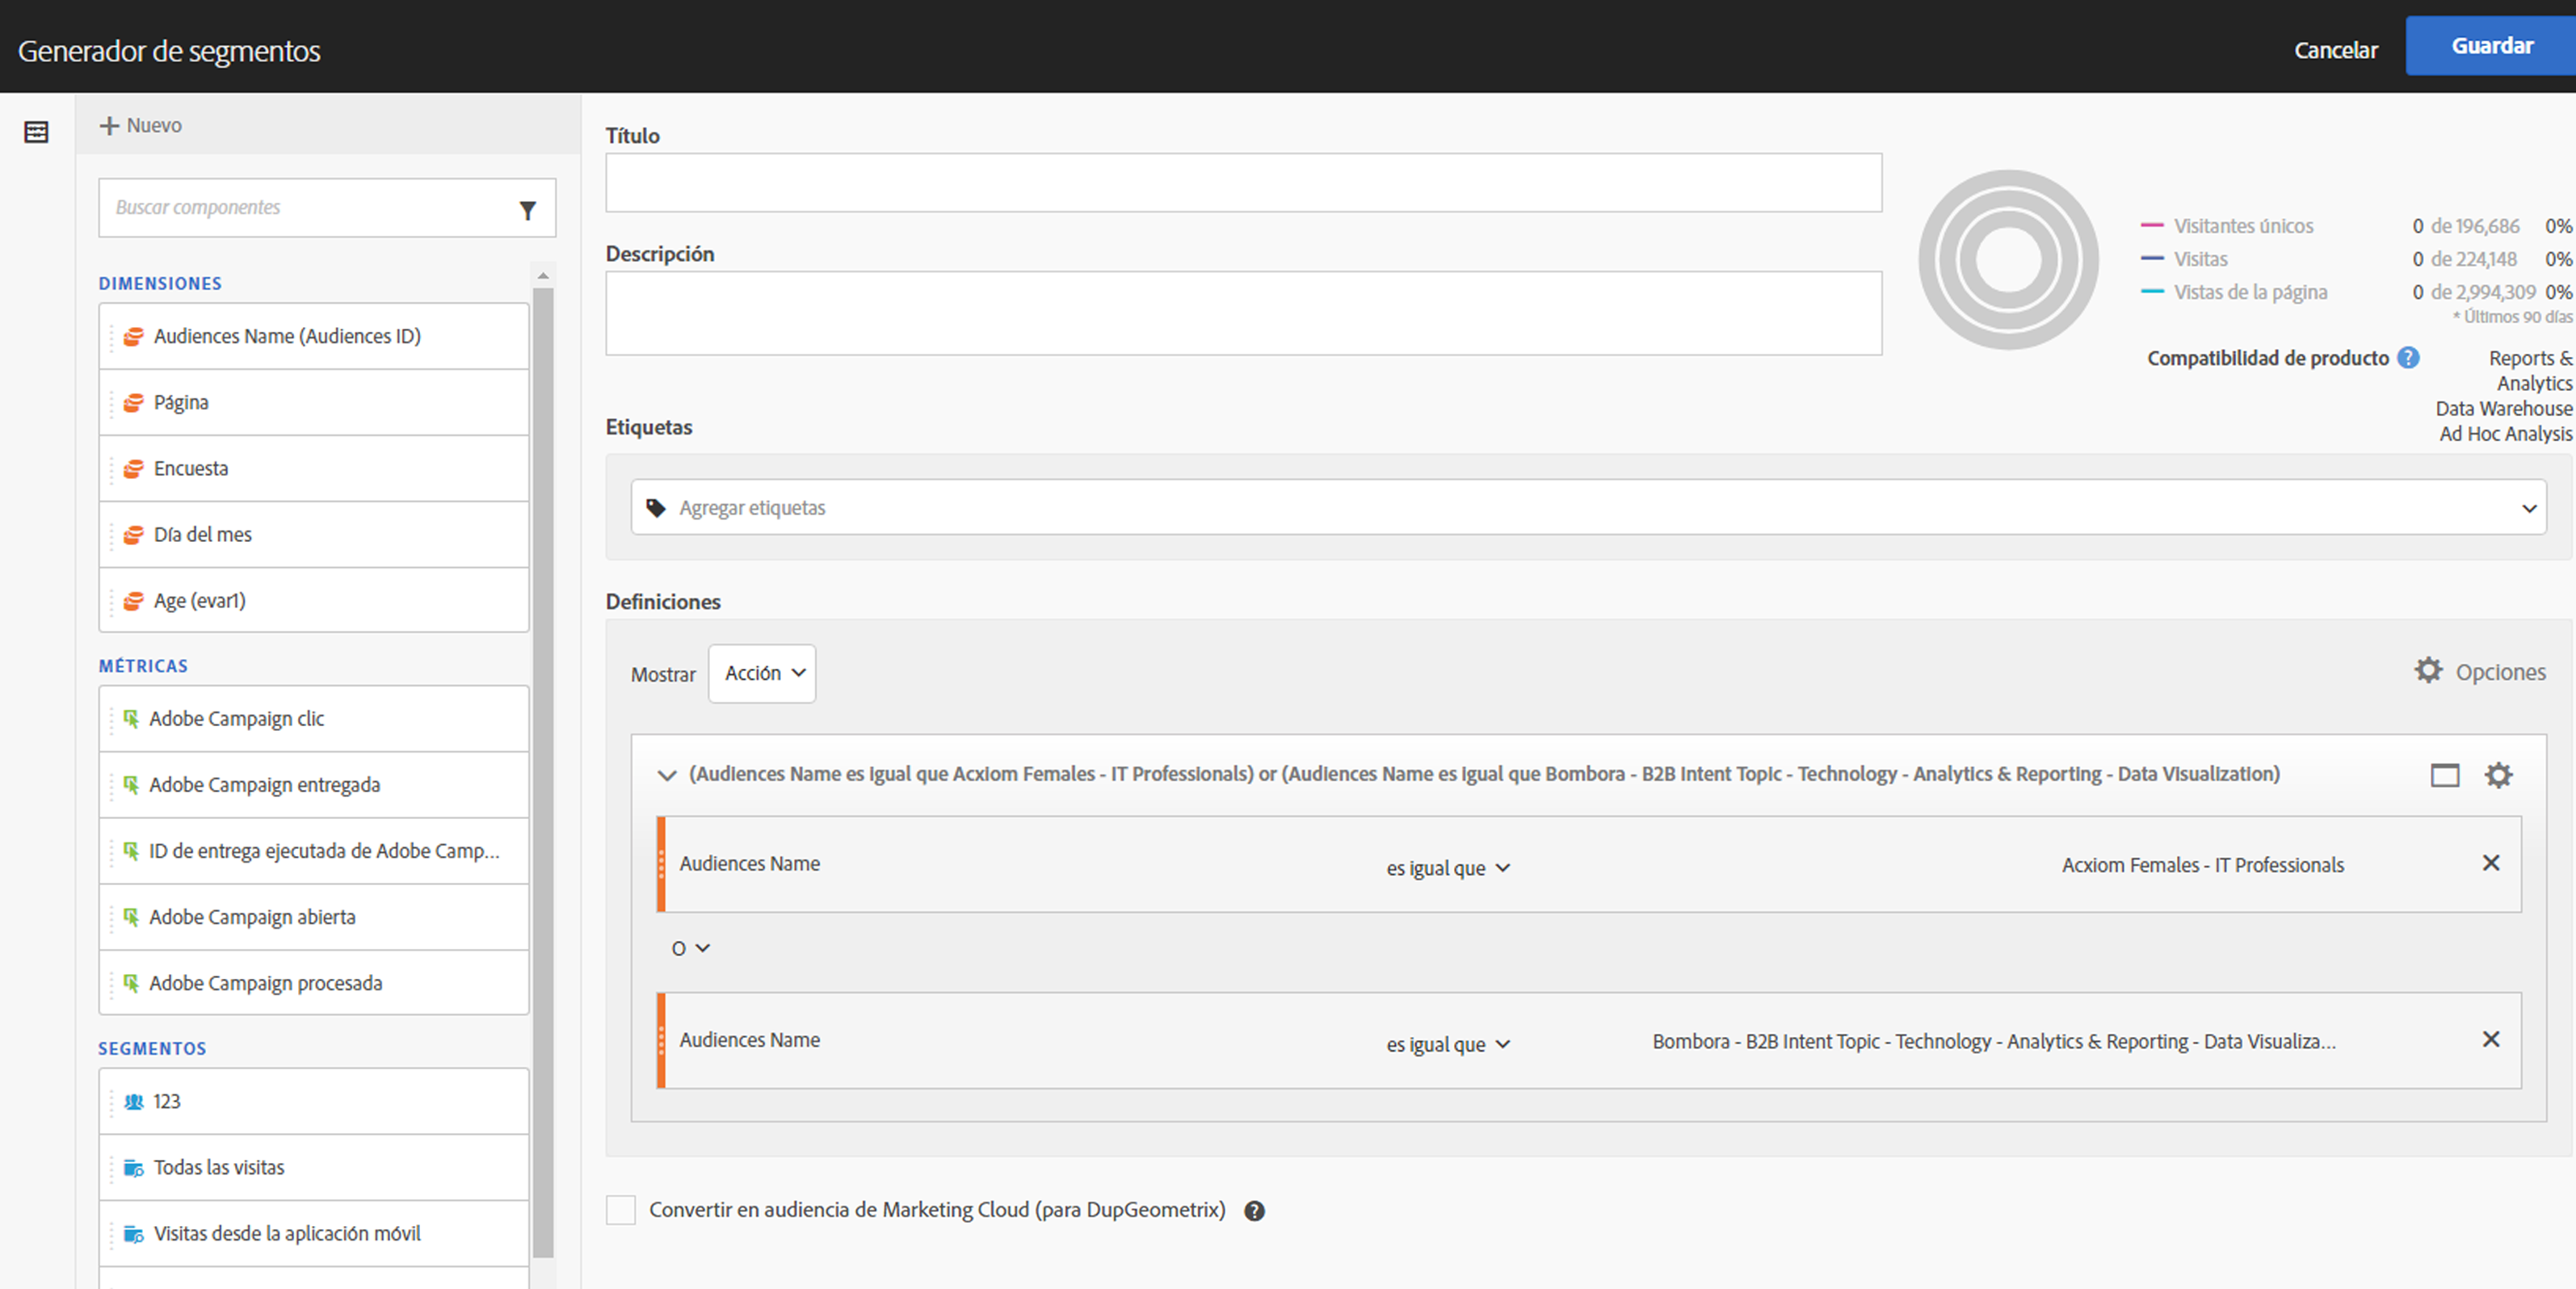 Generador de segmentos
Cancelar
Guardar
Nuevo
Buscar componentes
DIMENSIONES
Audiences Name (Audiences ID)
Página
Encuesta
Día del mes
Age (evar1)
MÉTRICAS
Adobe Campaign clic
Adobe Campaign entregada
ID de entrega ejecutada de Adobe Camp...
Adobe Campaign abierta
Adobe Campaign procesada
SEGMENTOS
123
Todas las visitas
Visitas desde la aplicación móvil
Título
Descripción
Visitantes únicos 0 de 196,686 0%
Visitas 0 de 224,148 0%
Vistas de la página 0 de 2,994,309 0%
* Últimos 90 días
Compatibilidad de producto ? Reports &
Analytics
Data Warehouse
Ad Hoc Analysis
Etiquetas
Agregar etiquetas
Definiciones
Mostrar Acción
Opciones
(Audiences Name es igual que Acxiom Females - IT Professionals) or (Audiences Name es igual que Bombora - B2B Intent Topic - Technology - Analytics & Reporting - Data Visualization)
Audiences Name es igual que Acxiom Females - IT Professionals
O
Audiences Name es igual que Bombora - B2B Intent Topic - Technology - Analytics & Reporting - Data Visualiza...
Convertir en audiencia de Marketing Cloud (para DupGeometrix) ?